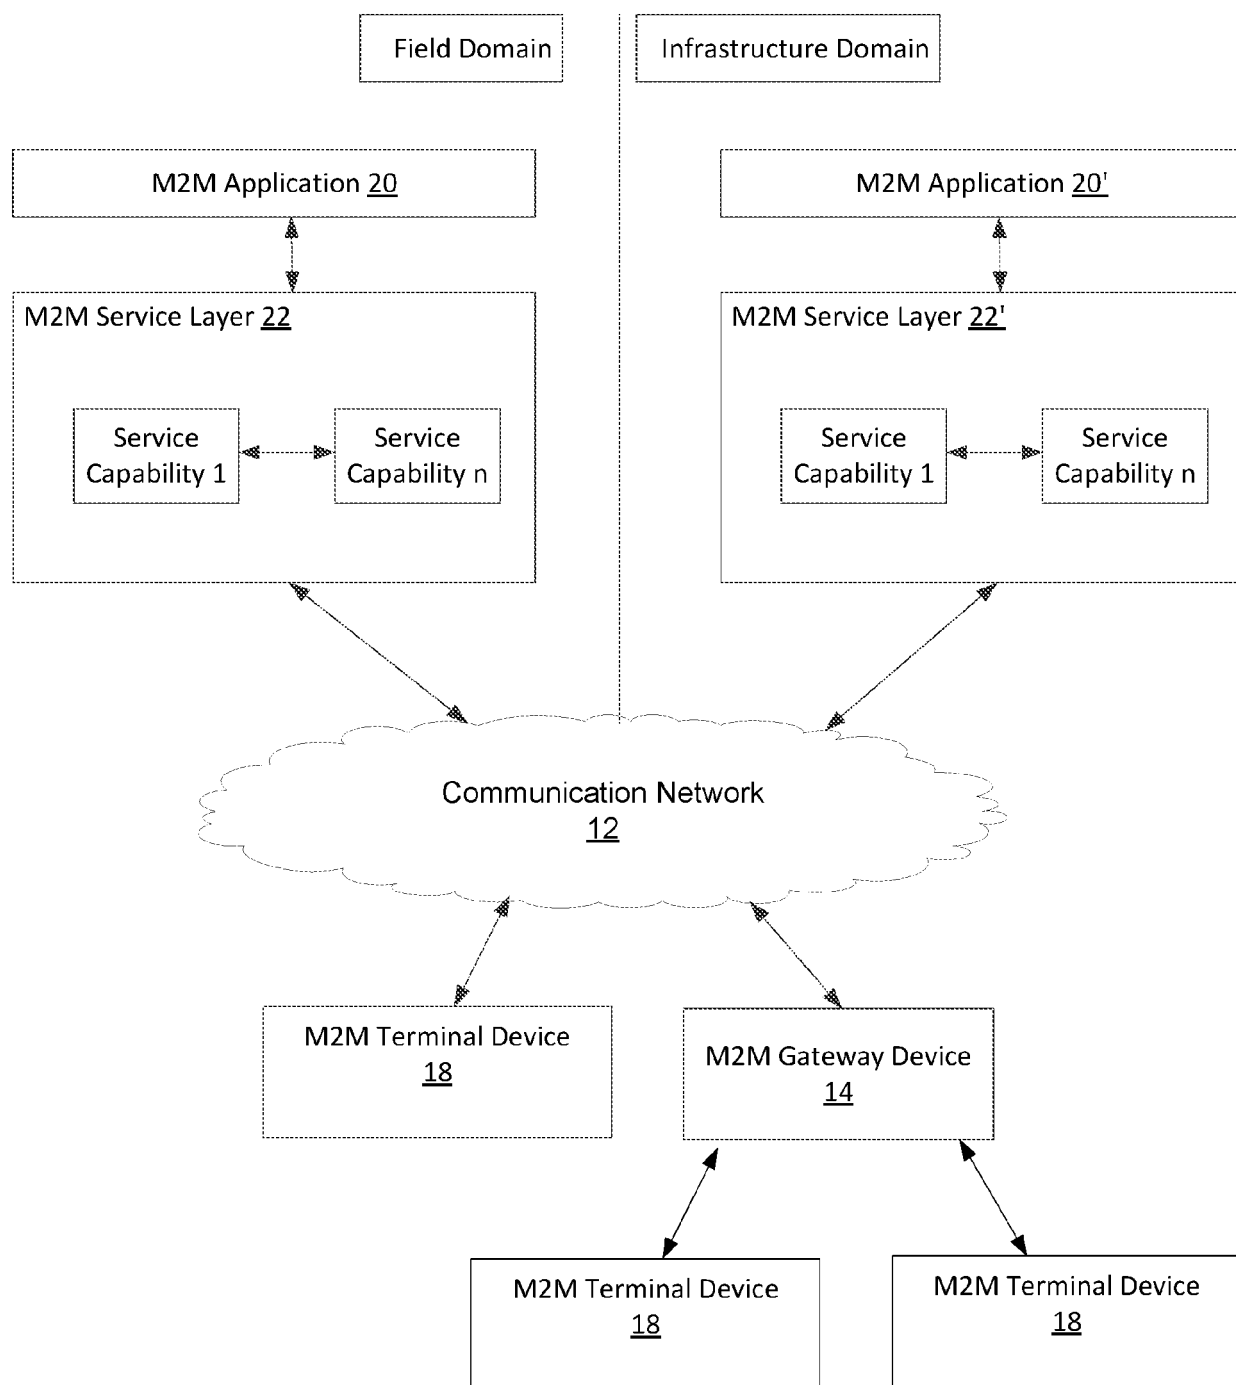 Field Domain
Infrastructure Domain
M2M Application 20
M2M Application 20'
M2M Service Layer 22
M2M Service Layer 22'
Service
Capability 1
Service
Capability n
Service
Capability 1
Service
Capability n
Communication Network
12
M2M Terminal Device
18
M2M Gateway Device
14
M2M Terminal Device
18
M2M Terminal Device
18